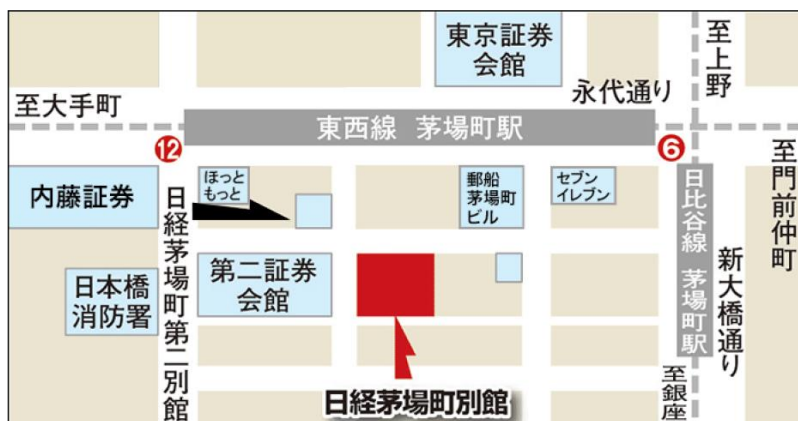 東京証券
会館
至上野
永代通り
至大手町
東西線 茅場町駅
12
6
至門前仲町
内藤証券
ほっと
もっと
郵船
茅場町
ビル
セブン
イレブン
日比谷線 茅場町駅
新大橋通り
日経茅場町第二別館
日本橋
消防署
第二証券
会館
至銀座
日経茅場町別館